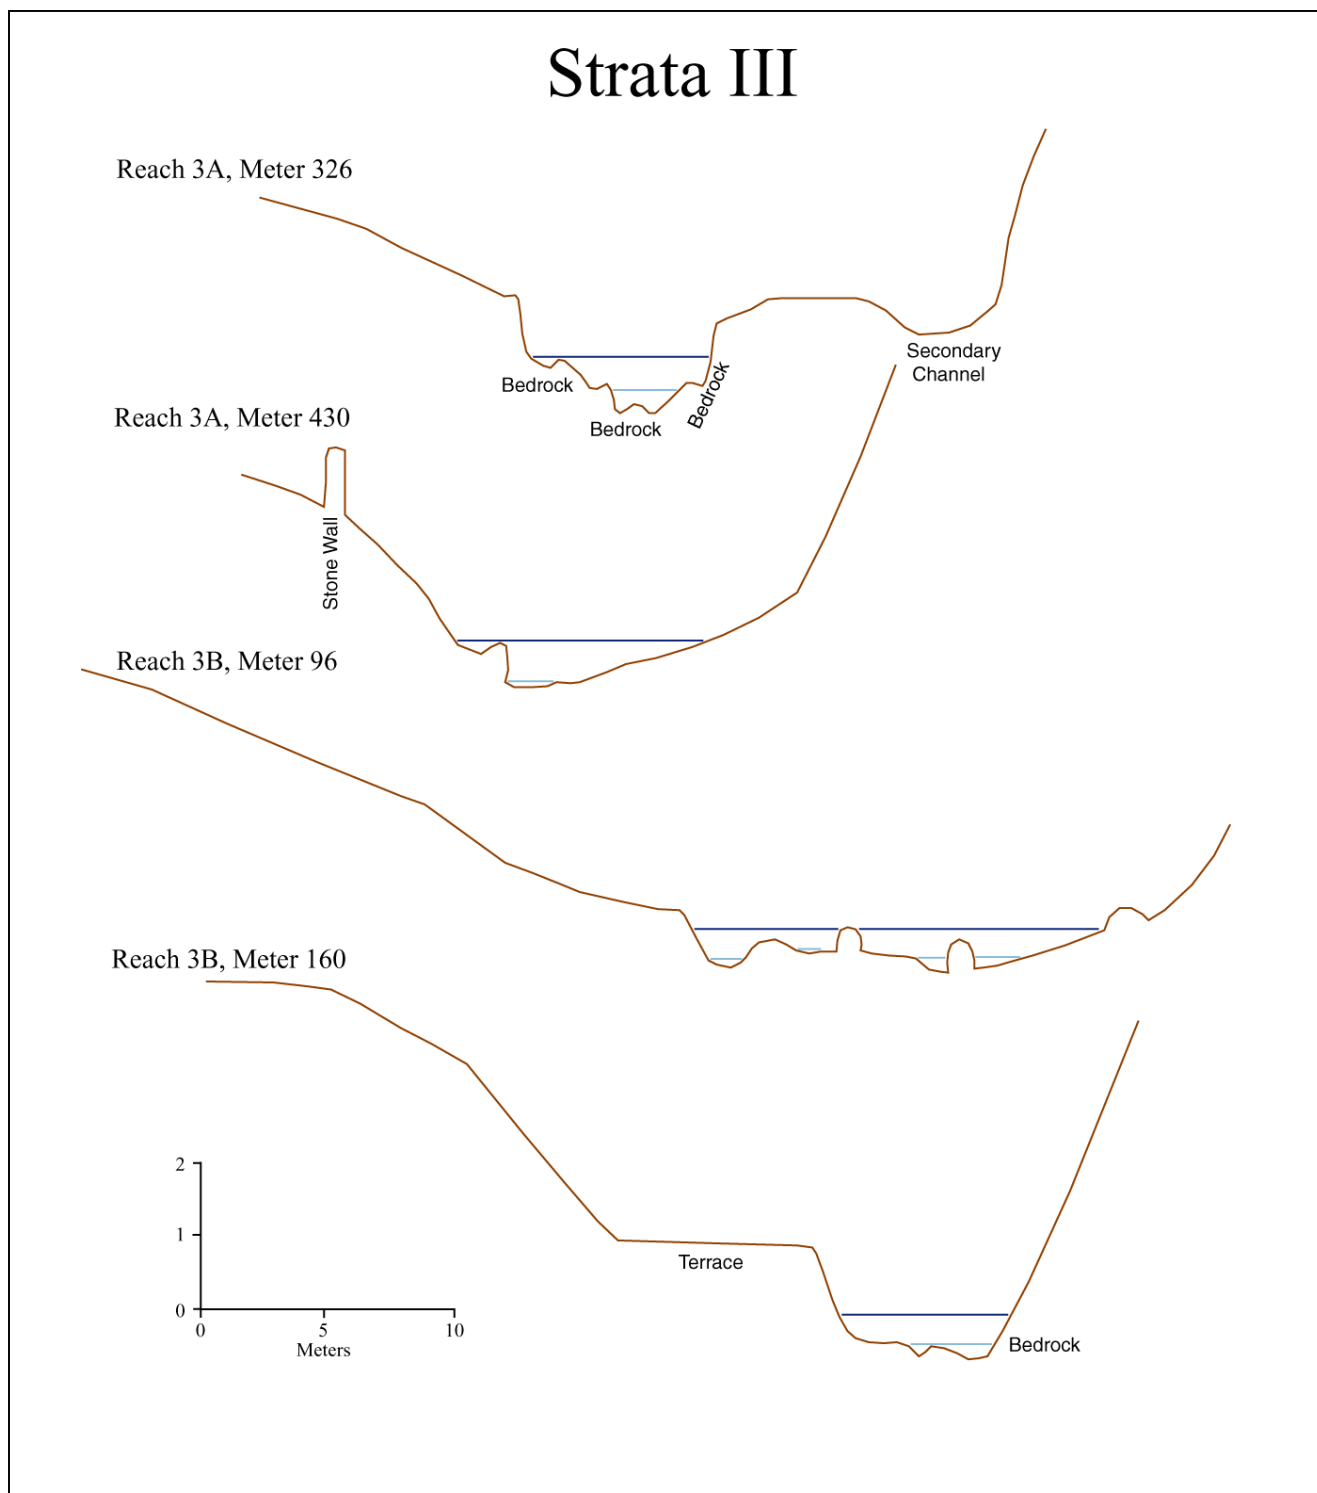 Strata III
Reach 3A, Meter 326
Secondary
Channel
Bedrock
Bedrock
Bedrock
Reach 3A, Meter 430
Stone Wall
Reach 3B, Meter 96
Reach 3B, Meter 160
2
1
0
Terrace
0 5 10
Meters
Bedrock